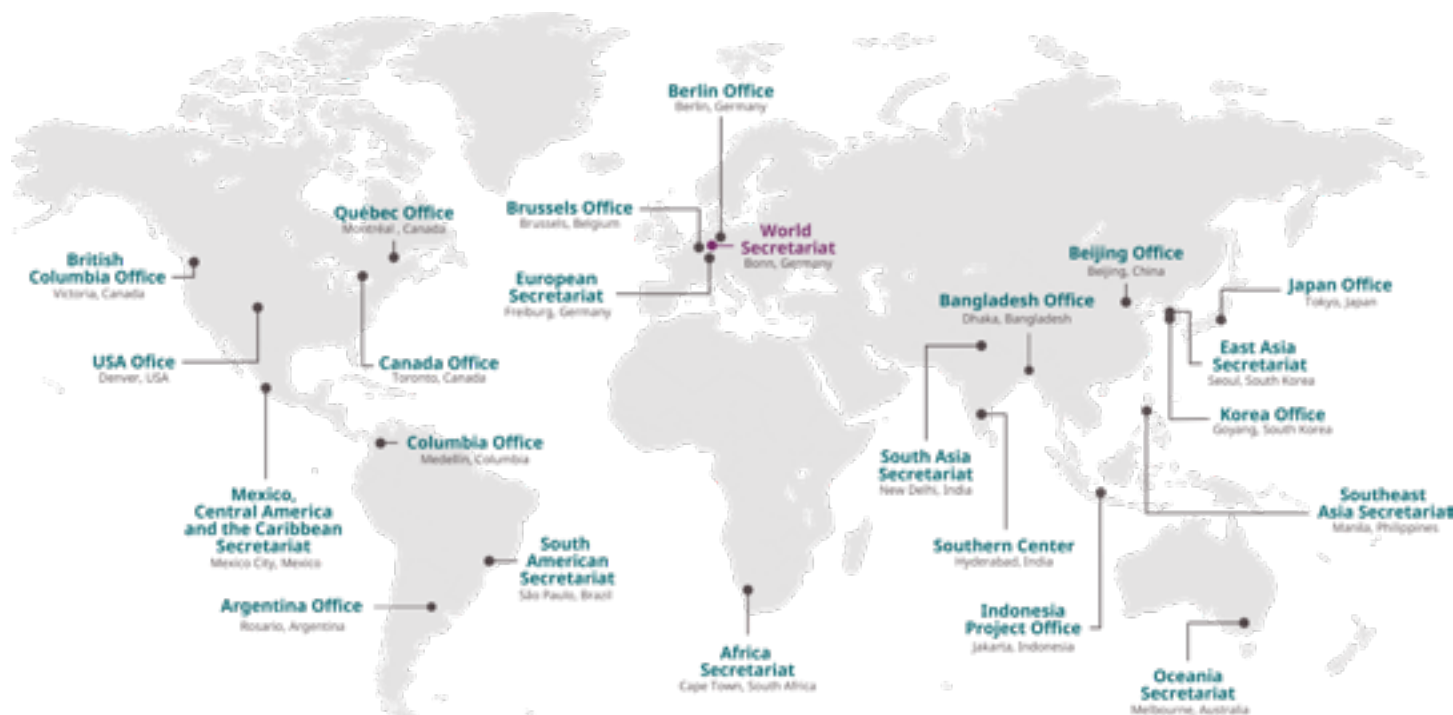 Berlin Office
Berlin, Germany
Québec Office
Montréal , Canada
Brussels Office
Brussels, Belgium
World
Secretariat
Bonn, Germany
British
Columbia Office
Victoria, Canada
European
Secretariat
Freiburg, Germany
Beijing Office
Beijing, China
Japan Office
Tokyo, Japan
Bangladesh Office
Dhaka, Bangladesh
USA Ofice
Denver, USA
Canada Office
Toronto, Canada
East Asia
Secretariat
Seoul, South Korea
Korea Office
Goyang, South Korea
Columbia Office
Medellín, Columbia
South Asia
Secretariat
New Delhi, India
Mexico,
Central America
and the Caribbean
Secretariat
Mexico City, Mexico
Southeast
Asia Secretariat
Manila, Philippines
South
American
Secretariat
São Paulo, Brazil
Southern Center
Hyderabad, India
Argentina Office
Rosario, Argentina
Indonesia
Project Office
Jakarta, Indonesia
Africa
Secretariat
Cape Town, South Africa
Oceania
Secretariat
Melbourne, Australia